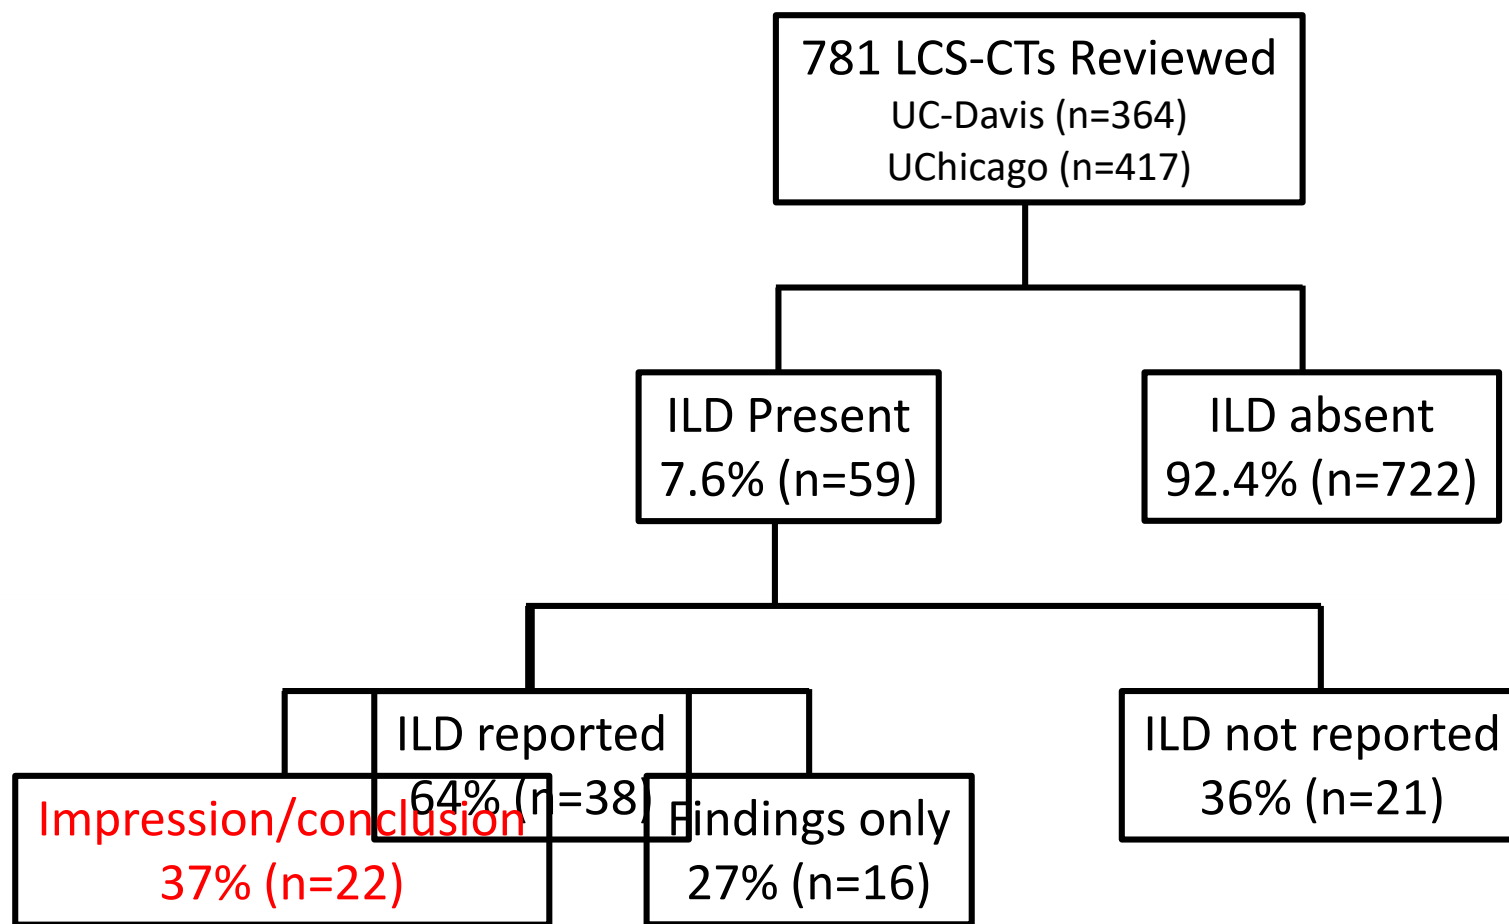 781 LCS-CTs Reviewed
UC-Davis (n=364)
UChicago (n=417)
ILD Present
7.6% (n=59)
ILD absent
92.4% (n=722)
ILD reported
64% (n=38)
ILD not reported
36% (n=21)
Impression/conclusion
37% (n=22)
Findings only
27% (n=16)